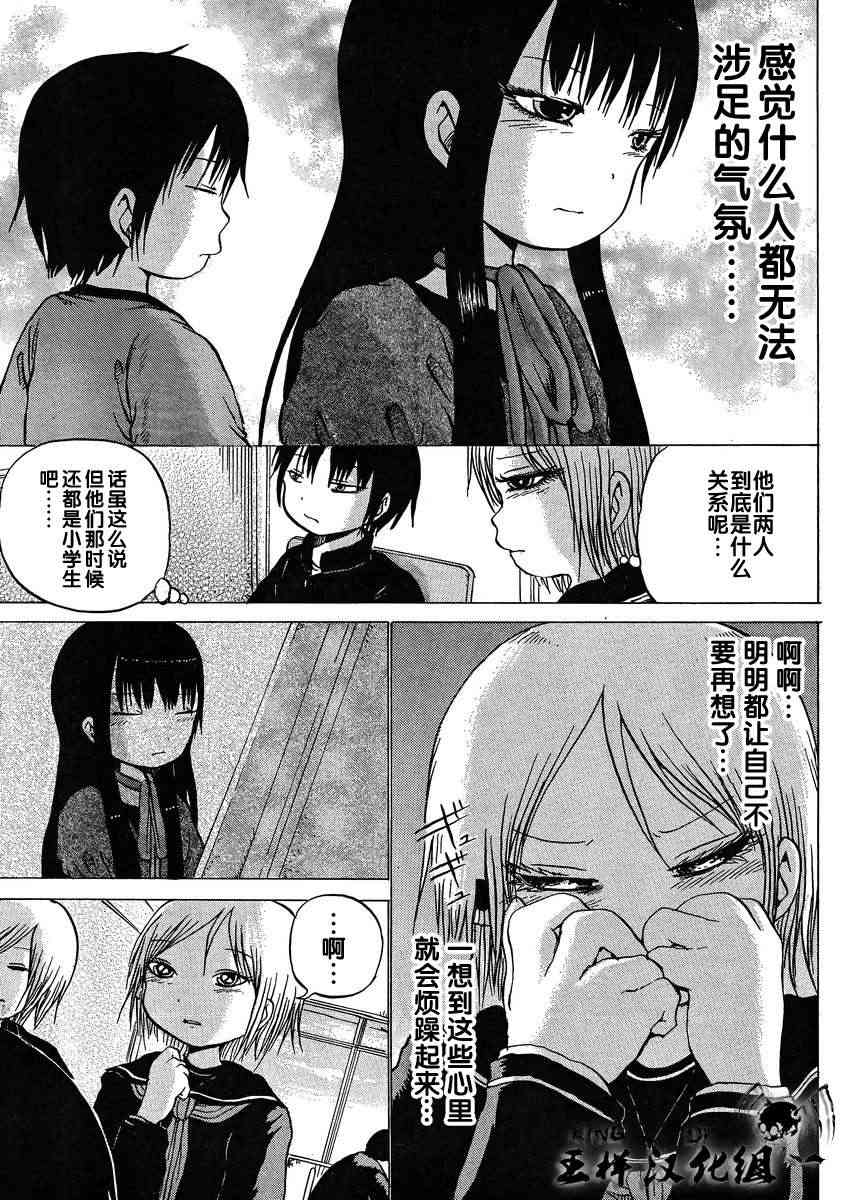 感觉什么人都无法
涉足的气氛……
他们两人
到底是什么
关系呢…
话虽这么说
但他们那时候
还都是小学生
吧……
啊啊…
明明都让自己不
要再想了…
ギギ
一想到这些心里
就会烦躁起来…
…啊…
王样汉化组